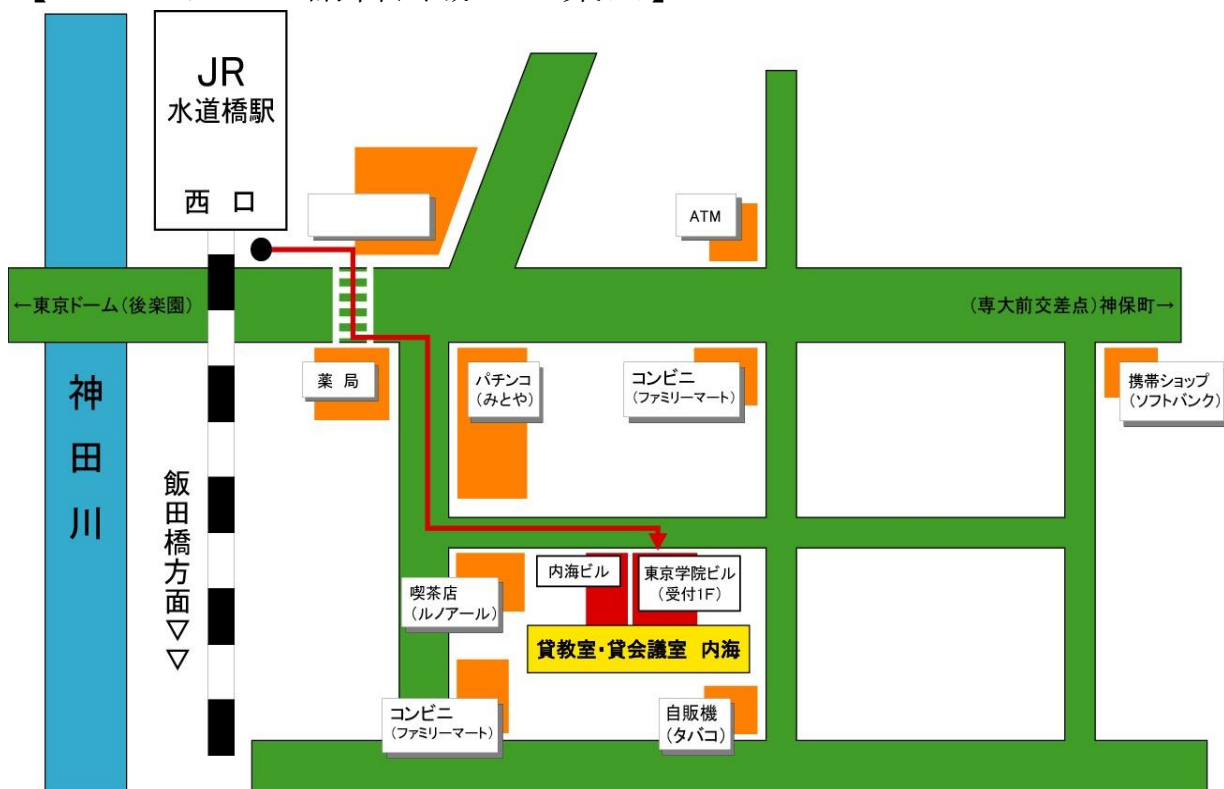 JR
水道橋駅
西 口
ATM
←東京ドーム(後楽園)
(専大前交差点)神保町→
薬 局
パチンコ
(みとや)
コンビニ
(ファミリーマート)
携帯ショップ
(ソフトバンク)
神田川
飯田橋方面▽▽
内海ビル
東京学院ビル
(受付1F)
喫茶店
(ルノアール)
貸教室・貸会議室 内海
コンビニ
(ファミリーマート)
自販機
(タバコ)